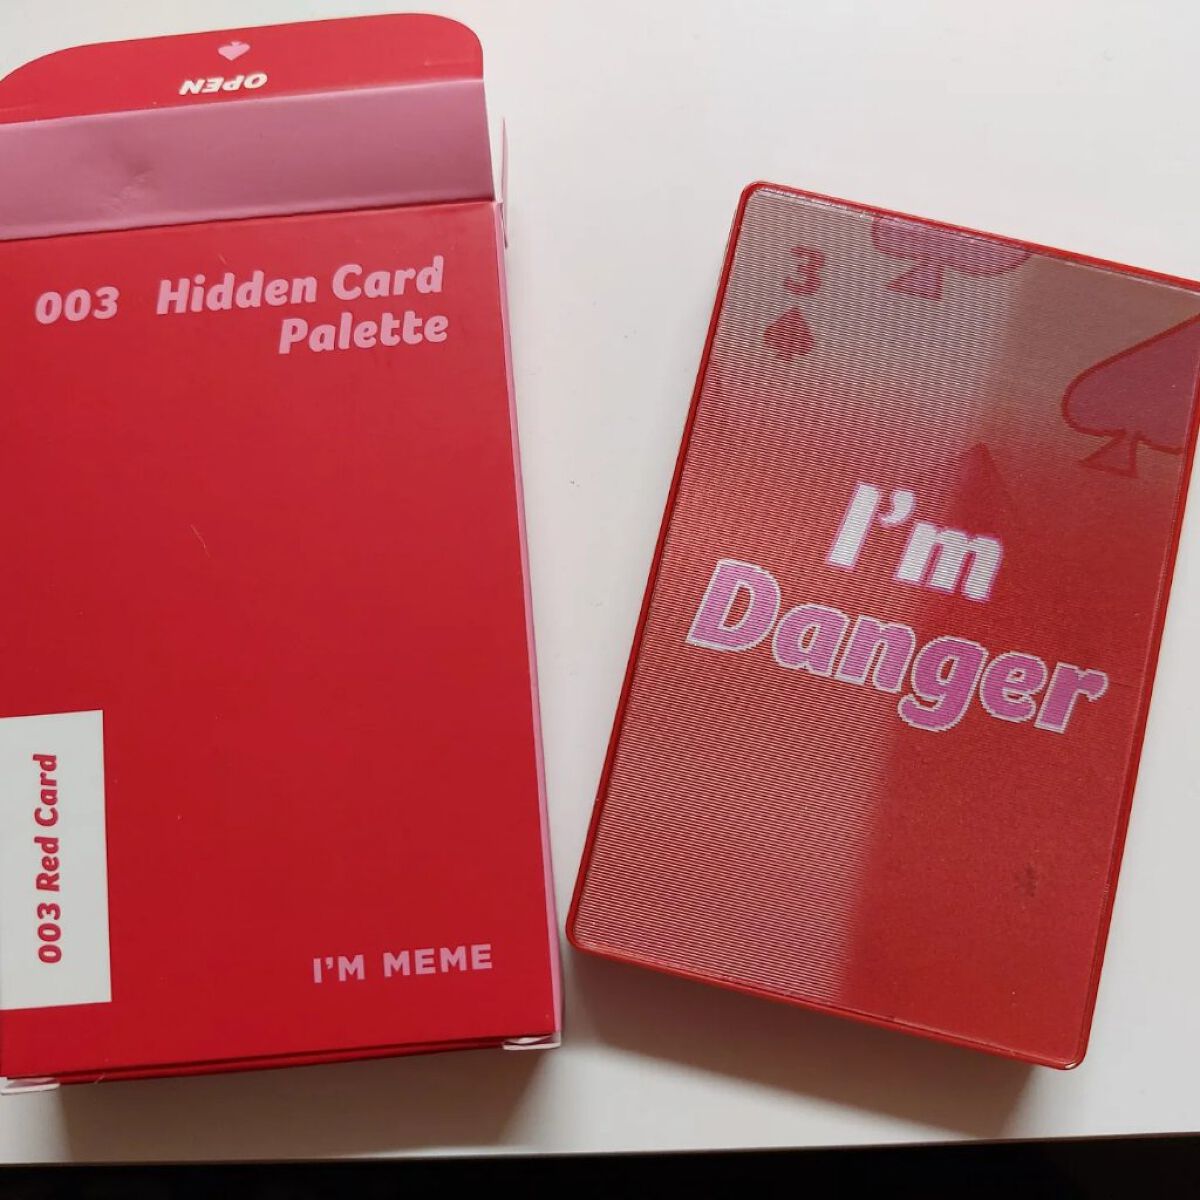 OPEN
003 Hidden Card
Palette
003 Red Card
I'M MEME
3
I'm
Danger